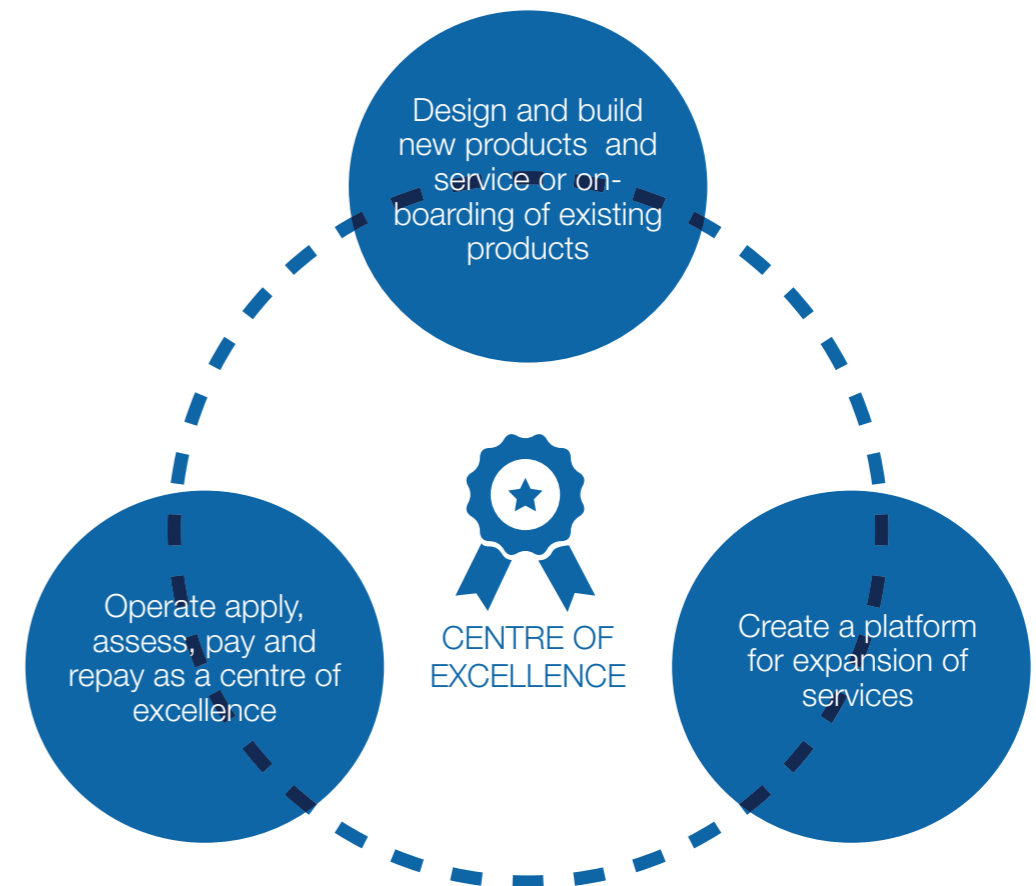 Design and build
new products and
service or on-
boarding of existing
products
CENTRE OF
EXCELLENCE
Operate apply,
assess, pay and
repay as a centre of
excellence
Create a platform
for expansion of
services